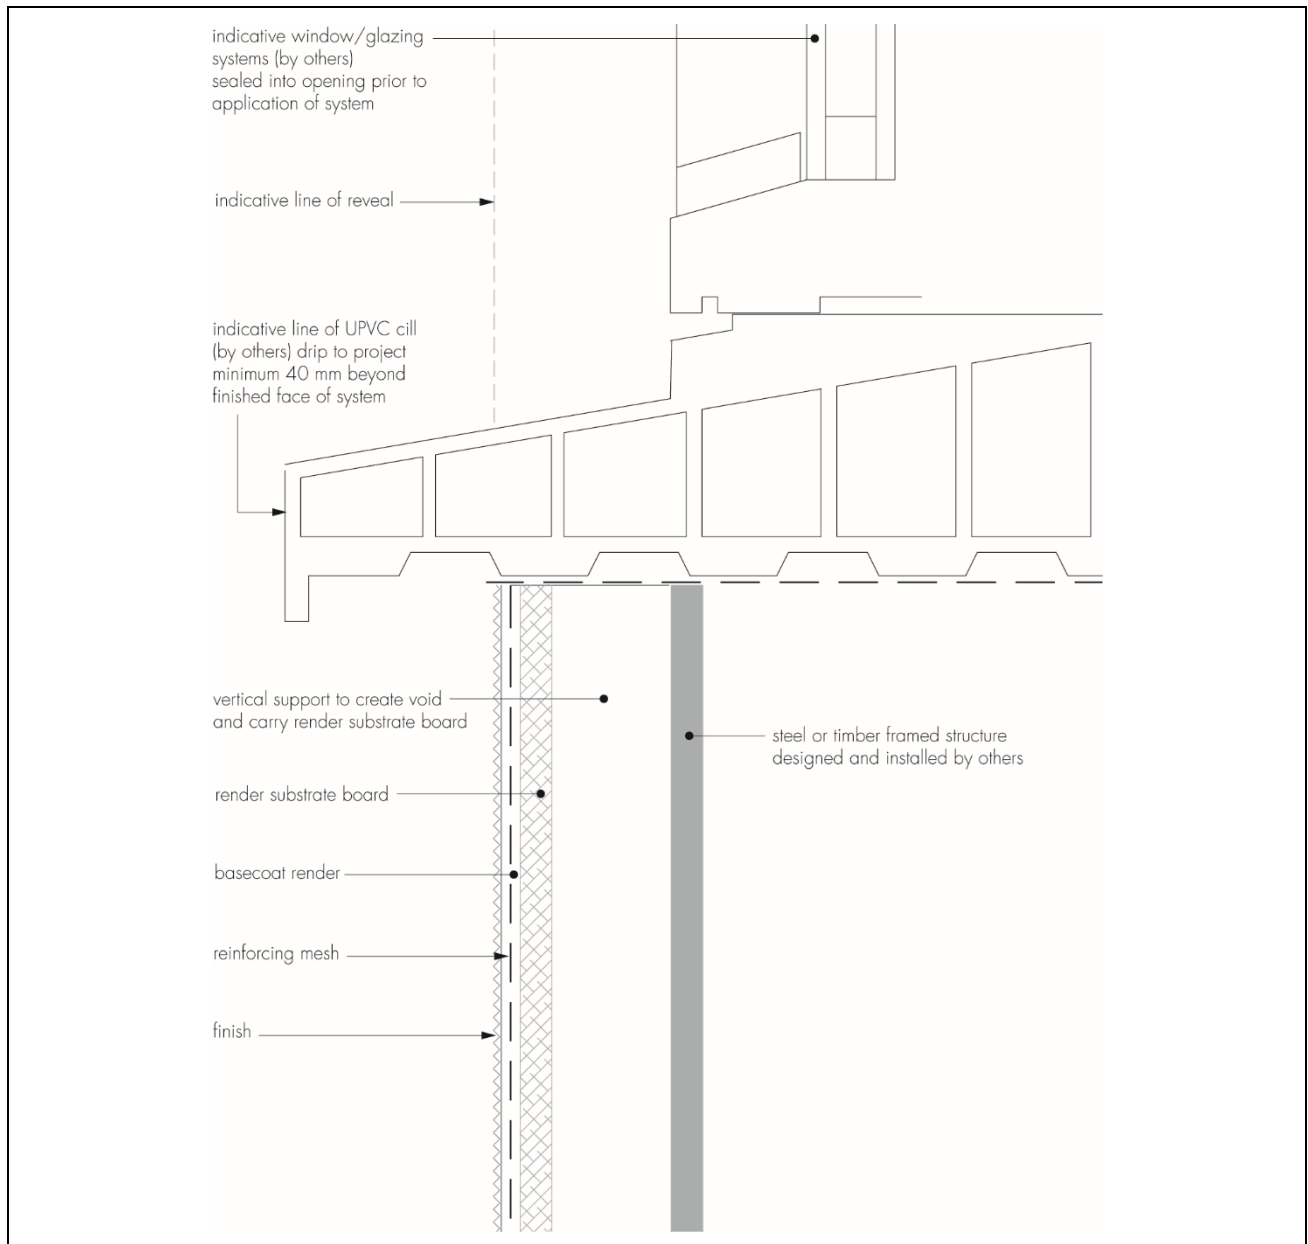 indicative window/glazing
systems (by others)
sealed into opening prior to
application of system
indicative line of reveal
indicative line of UPVC cill
(by others) drip to project
minimum 40 mm beyond
finished face of system
vertical support to create void
and carry render substrate board
steel or timber framed structure
designed and installed by others
render substrate board
basecoat render
reinforcing mesh
finish